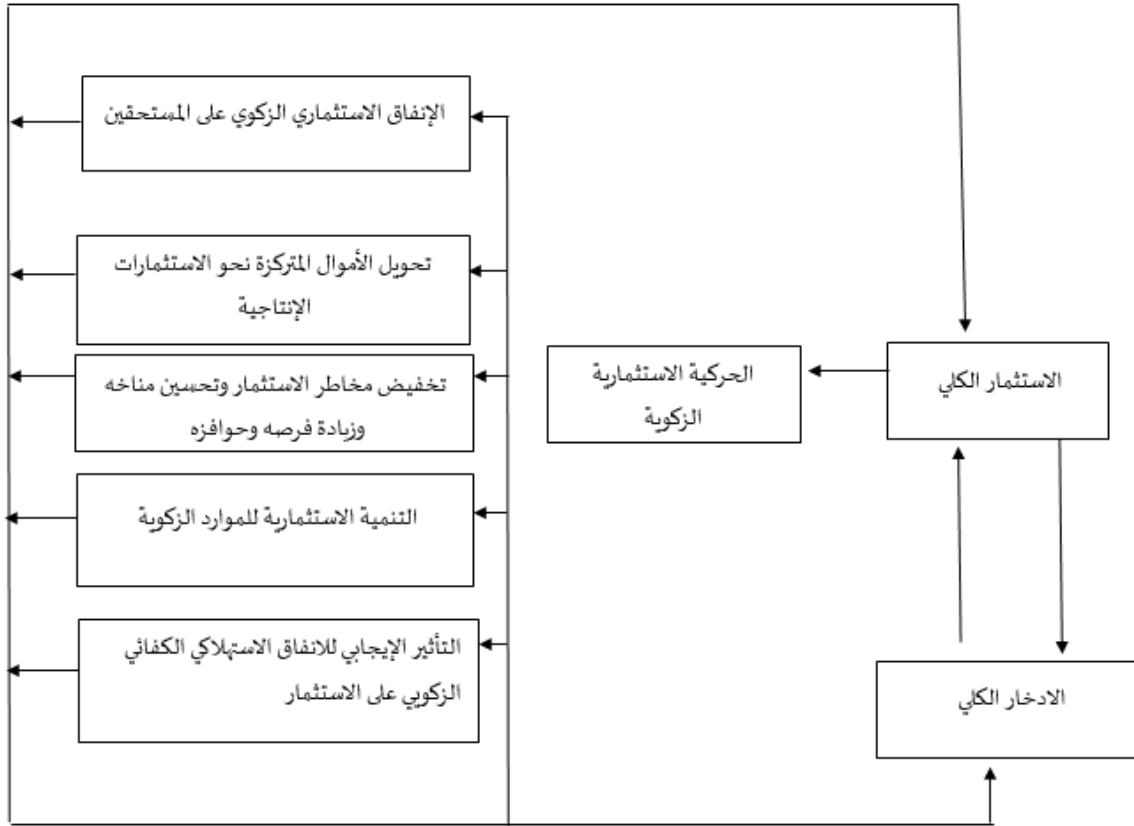 الإنفاق الاستثماري الزكوي على المستحقين
تحويل الأموال المتركزة نحو الاستثمارات
الإنتاجية
تخفيض مخاطر الاستثمار وتحسين مناخه
وزيادة فرصه وحوافزه
التنمية الاستثمارية للموارد الزكوية
التأثير الإيجابي للانفاق الاستهلاكي الكفائي
الزكويي على الاستثمار
الحركية الاستثمارية
الزكوية
الاستثمار الكلي
الادخار الكلي